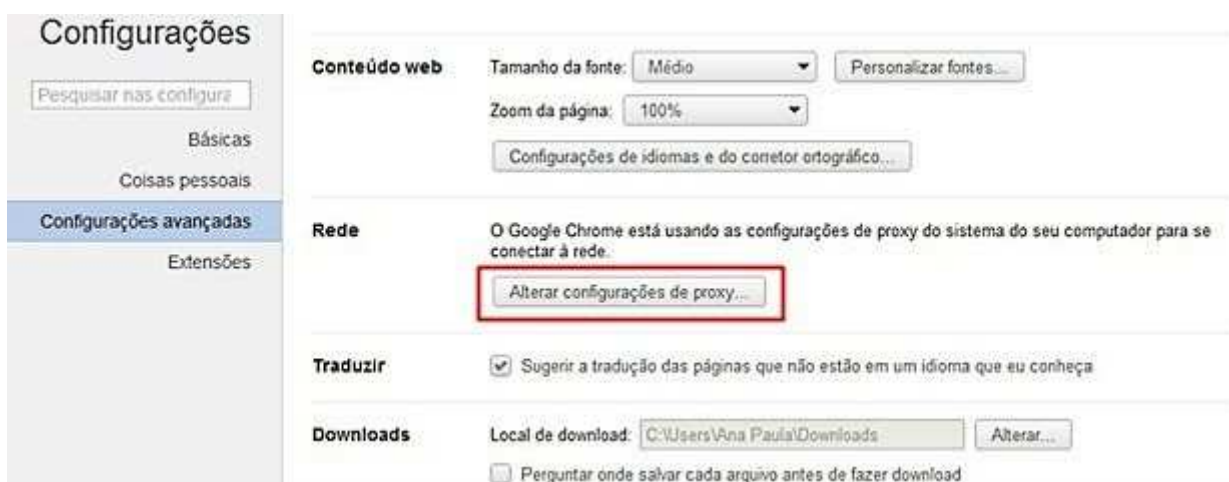 Configurações
Pesquisar nas configura
Básicas
Coisas pessoais
Configurações avançadas
Extensões
Conteúdo web
Tamanho da fonte: Médio Personalizar fontes...
Zoom da página: 100%
Configurações de idiomas e do corretor ortográfico...
Rede
O Google Chrome está usando as configurações de proxy do sistema do seu computador para se
conectar à rede.
Alterar configurações de proxy...
Traduzir
Sugerir a tradução das páginas que não estão em um idioma que eu conheça
Downloads
Local de download: C:\Users\Ana Paula\Downloads Alterar...
Perguntar onde salvar cada arquivo antes de fazer download